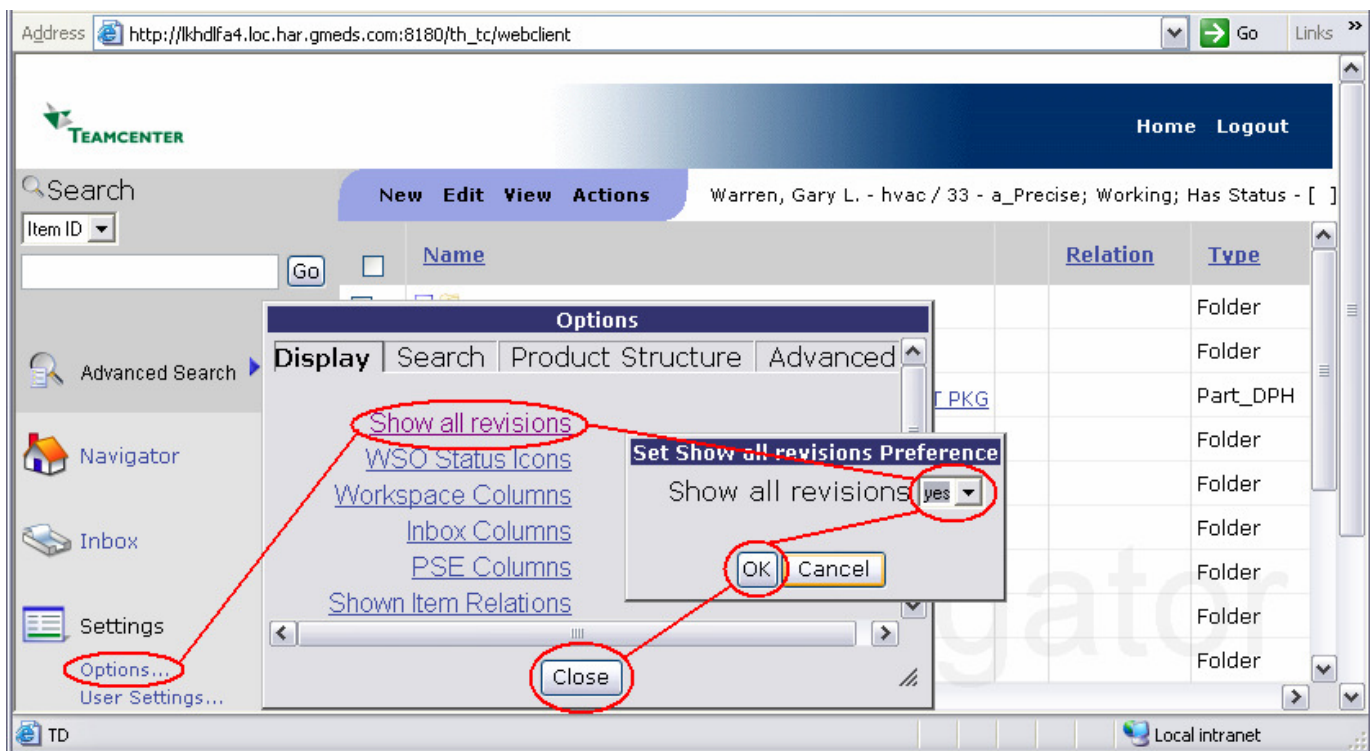 Address http://lkhdlfa4.loc.har.gmeds.com:8180/th_tc/webclient Go Links »
TEAMCENTER
Home Logout
Search
New Edit View Actions Warren, Gary L. - hvac / 33 - a_Precise; Working; Has Status - [ ]
Item ID
Go
Name Relation Type
Folder
Options
Display Search Product Structure Advanced
Folder
Advanced Search
T PKG Part_DPH
Show all revisions
Folder
Set Show all revisions Preference
Navigator
WSO Status Icons
Show all revisions yes
Folder
Workspace Columns
Inbox Columns
Folder
Inbox
PSE Columns
OK Cancel
Folder
Shown Item Relations
Folder
Settings
Folder
Options...
Close
User Settings...
gator
TD
Local intranet